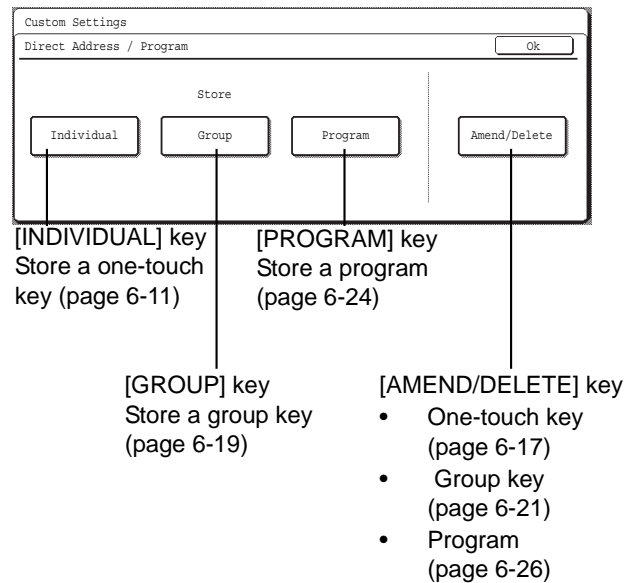 Custom Settings
Direct Address / Program
Ok
Store
Individual
Group
Program
Amend/Delete
[INDIVIDUAL] key
Store a one-touch
key (page 6-11)
[PROGRAM] key
Store a program
(page 6-24)
[GROUP] key
Store a group key
(page 6-19)
[AMEND/DELETE] key
• One-touch key
(page 6-17)
• Group key
(page 6-21)
• Program
(page 6-26)